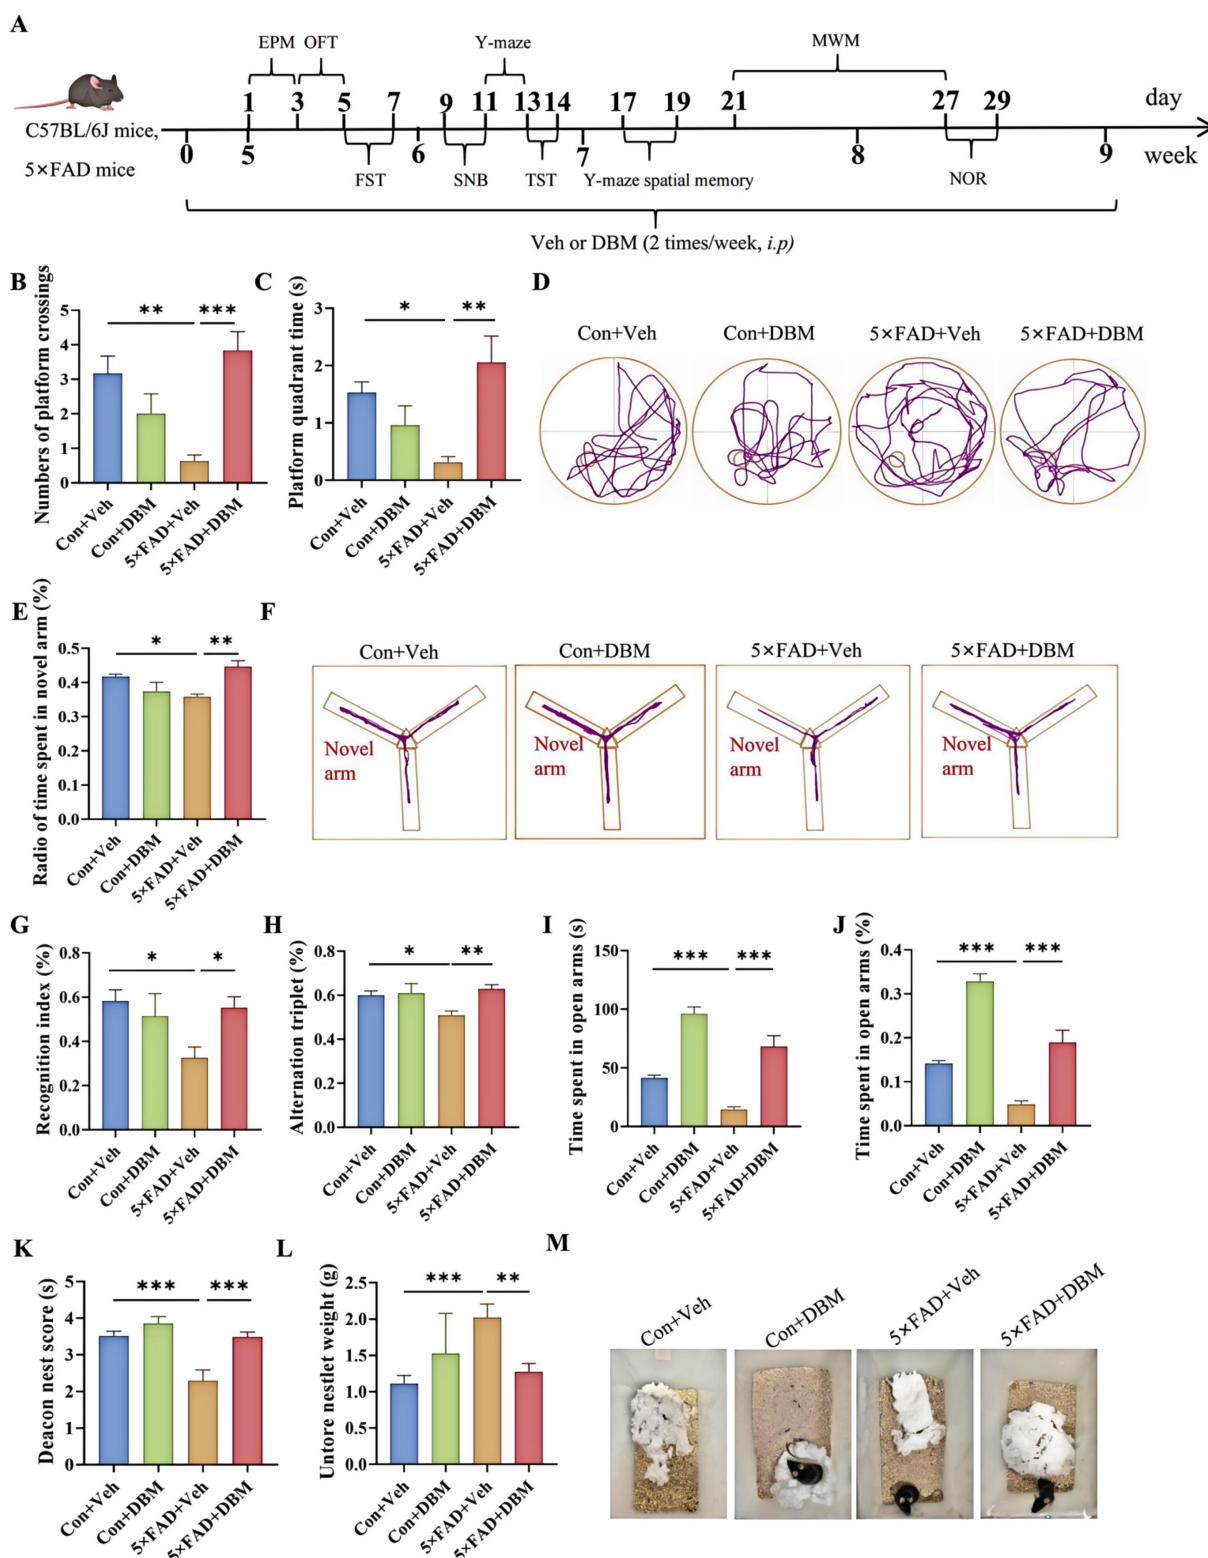 A
EPM OFT Y-maze MWM
1 3 5 7 9 11 13 14 17 19 21 27 29 day
C57BL/6J mice,
5×FAD mice
0 5 6 7 8 9 week
FST SNB TST Y-maze spatial memory NOR
Veh or DBM (2 times/week, i.p)
B
Numbers of platform crossings
5
4
3
2
1
0
** ***
Con+Veh
Con+DBM
5×FAD+Veh
5×FAD+DBM
C
Platform quadrant time (s)
3
2
1
0
* **
Con+Veh
Con+DBM
5×FAD+Veh
5×FAD+DBM
D
Con+Veh Con+DBM 5×FAD+Veh 5×FAD+DBM
E
Radio of time spent in novel arm (%)
0.5
0.4
0.3
0.2
0.1
0.0
* **
Con+Veh
Con+DBM
5×FAD+Veh
5×FAD+DBM
F
Con+Veh Con+DBM 5×FAD+Veh 5×FAD+DBM
Novel Novel Novel Novel
arm arm arm arm
G
Recognition index (%)
0.8
0.6
0.4
0.2
0.0
* *
Con+Veh
Con+DBM
5×FAD+Veh
5×FAD+DBM
H
Alternation triplet (%)
0.8
0.6
0.4
0.2
0.0
* **
Con+Veh
Con+DBM
5×FAD+Veh
5×FAD+DBM
I
Time spent in open arms (s)
150
100
50
0
*** ***
Con+Veh
Con+DBM
5×FAD+Veh
5×FAD+DBM
J
Time spent in open arms (%)
0.4
0.3
0.2
0.1
0.0
*** ***
Con+Veh
Con+DBM
5×FAD+Veh
5×FAD+DBM
K
Deacon nest score (s)
5
4
3
2
1
0
*** ***
Con+Veh
Con+DBM
5×FAD+Veh
5×FAD+DBM
L
Untore nestlet weight (g)
2.5
2.0
1.5
1.0
0.5
0.0
*** **
Con+Veh
Con+DBM
5×FAD+Veh
5×FAD+DBM
M
Con+Veh
Con+DBM
5×FAD+Veh
5×FAD+DBM